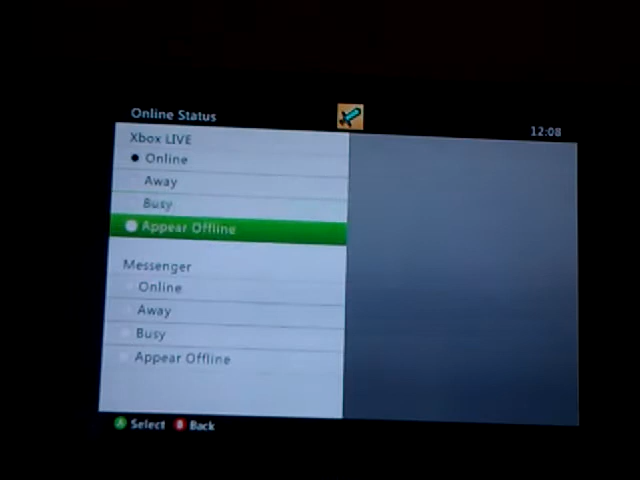 Online Status
12:08
Xbox LIVE
Online
Away
Busy
Appear Offline
Messenger
Online
Away
Busy
Appear Offline
A Select B Back